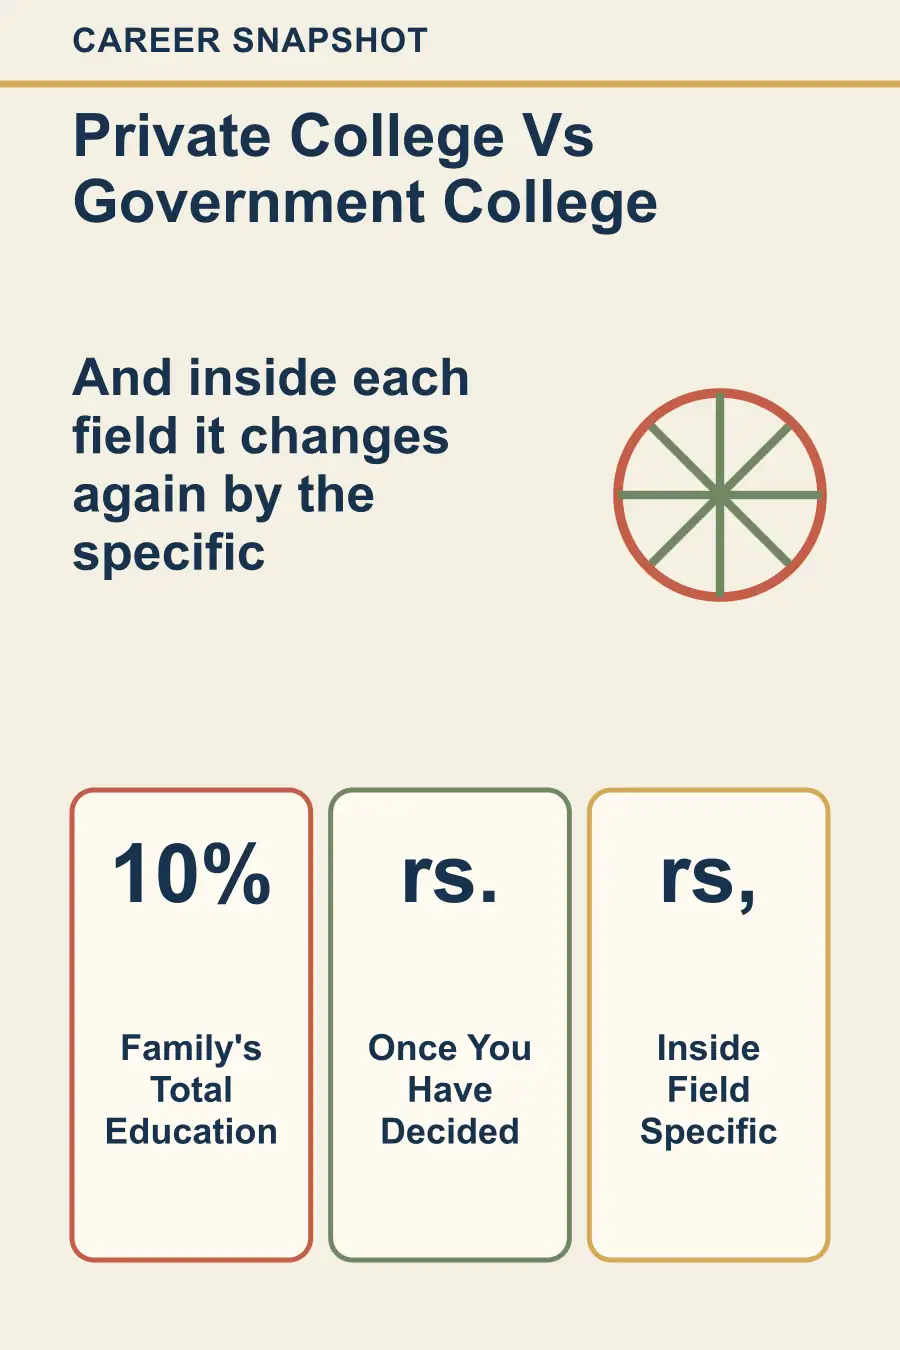 CAREER SNAPSHOT
Private College Vs
Government College
And inside each
field it changes
again by the
specific
10%
Family's
Total
Education
rs.
Once You
Have
Decided
rs,
Inside
Field
Specific